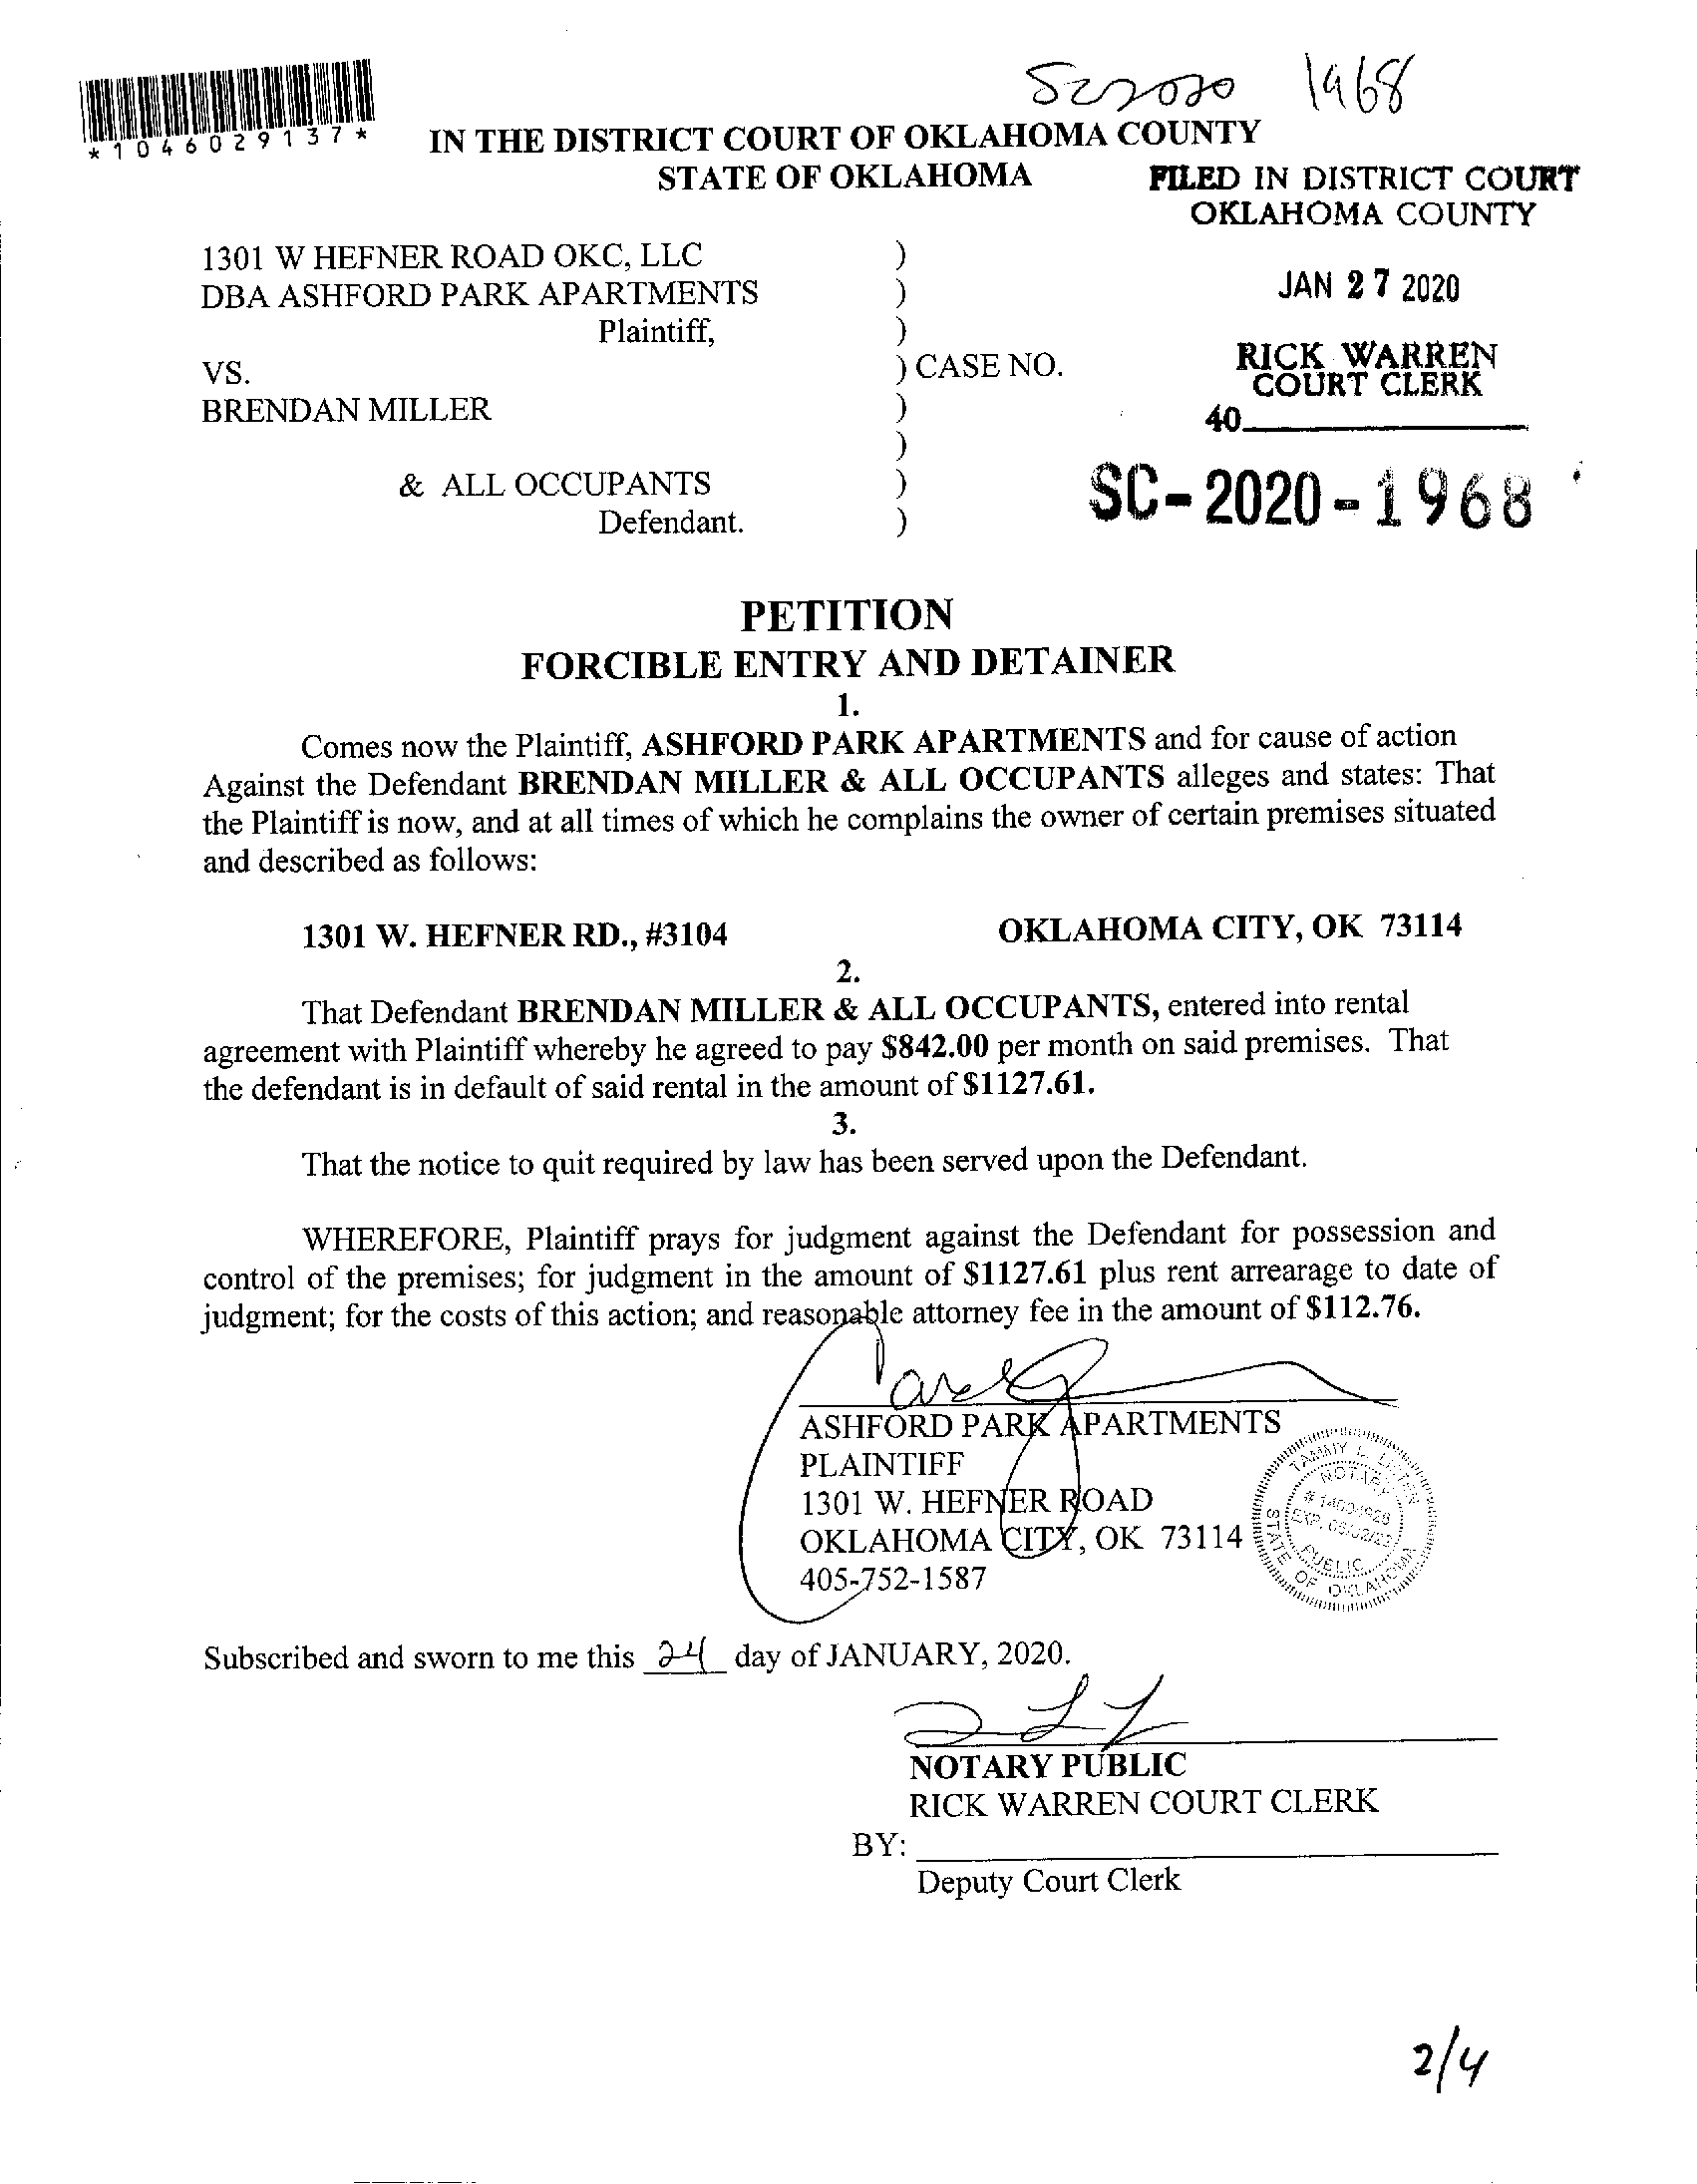 SC2020 1968
*1046029137*
IN THE DISTRICT COURT OF OKLAHOMA COUNTY
STATE OF OKLAHOMA
FILED IN DISTRICT COURT
OKLAHOMA COUNTY
JAN 27 2020
RICK WARREN
COURT CLERK
40
SC-2020-1968
1301 W HEFNER ROAD OKC, LLC )
DBA ASHFORD PARK APARTMENTS )
Plaintiff, )
VS. ) CASE NO.
BRENDAN MILLER )
)
& ALL OCCUPANTS )
Defendant. )
PETITION
FORCIBLE ENTRY AND DETAINER
1.
Comes now the Plaintiff, ASHFORD PARK APARTMENTS and for cause of action
Against the Defendant BRENDAN MILLER & ALL OCCUPANTS alleges and states: That
the Plaintiff is now, and at all times of which he complains the owner of certain premises situated
and described as follows:
1301 W. HEFNER RD., #3104 OKLAHOMA CITY, OK 73114
2.
That Defendant BRENDAN MILLER & ALL OCCUPANTS, entered into rental
agreement with Plaintiff whereby he agreed to pay $842.00 per month on said premises. That
the defendant is in default of said rental in the amount of $1127.61.
3.
That the notice to quit required by law has been served upon the Defendant.
WHEREFORE, Plaintiff prays for judgment against the Defendant for possession and
control of the premises; for judgment in the amount of $1127.61 plus rent arrearage to date of
judgment; for the costs of this action; and reasonable attorney fee in the amount of $112.76.
ASHFORD PARK APARTMENTS
PLAINTIFF
1301 W. HEFNER ROAD
OKLAHOMA CITY, OK 73114
405-752-1587
TAMMY L.
NOTARY
PUBLIC
STATE OF OKLAHOMA
Subscribed and sworn to me this 24 day of JANUARY, 2020.
NOTARY PUBLIC
RICK WARREN COURT CLERK
BY:
Deputy Court Clerk
2/4